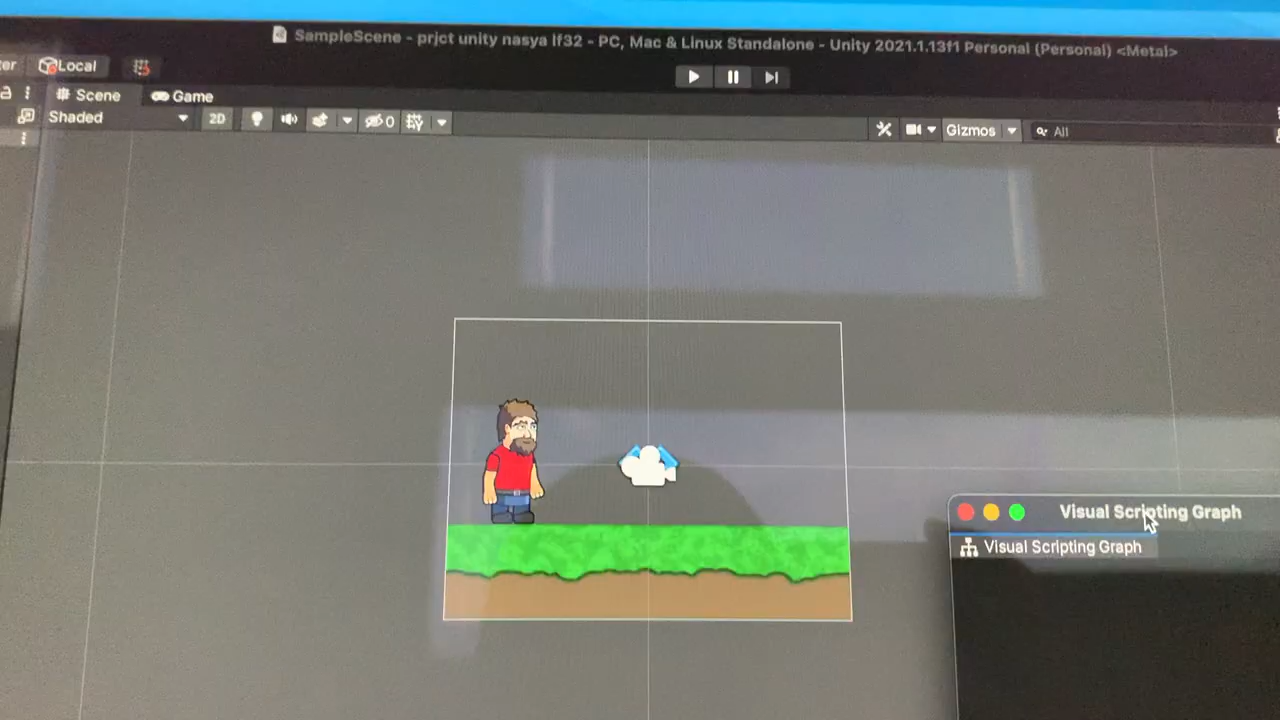 SampleScene - prjct unity nasya lf32 - PC, Mac & Linux Standalone - Unity 2021.1.13f1 Personal (Personal) <Metal>
Local
Scene
Game
Shaded
2D
0
Gizmos
All
Visual Scripting Graph
Visual Scripting Graph